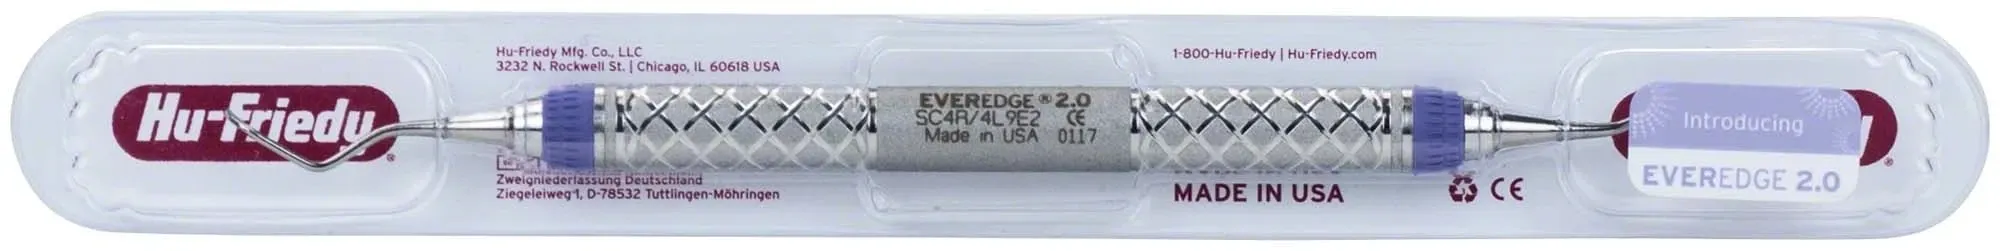 Hu-Friedy Mfg. Co., LLC
3232 N. Rockwell St. | Chicago, IL 60618 USA
1-800-Hu-Friedy | Hu-Friedy.com
Hu-Friedy®
EVEREDGE® 2.0
SC4R/4L9E2 CE
Made in USA 0117
Introducing
EVEREDGE 2.0
Zweigniederlassung Deutschland
Ziegeleiweg 1, D-78532 Tuttlingen-Möhringen
MADE IN USA
CE